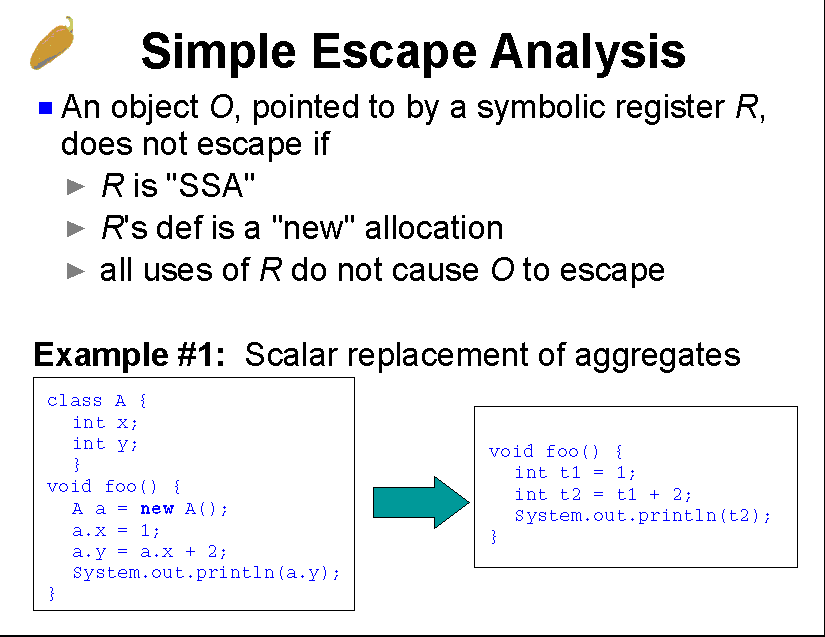 Simple Escape Analysis
An object O, pointed to by a symbolic register R,
does not escape if
R is "SSA"
R's def is a "new" allocation
all uses of R do not cause O to escape
Example #1: Scalar replacement of aggregates
class A {
int x;
int y;
}
void foo() {
A a = new A();
a.x = 1;
a.y = a.x + 2;
System.out.println(a.y);
}
void foo() {
int t1 = 1;
int t2 = t1 + 2;
System.out.println(t2);
}